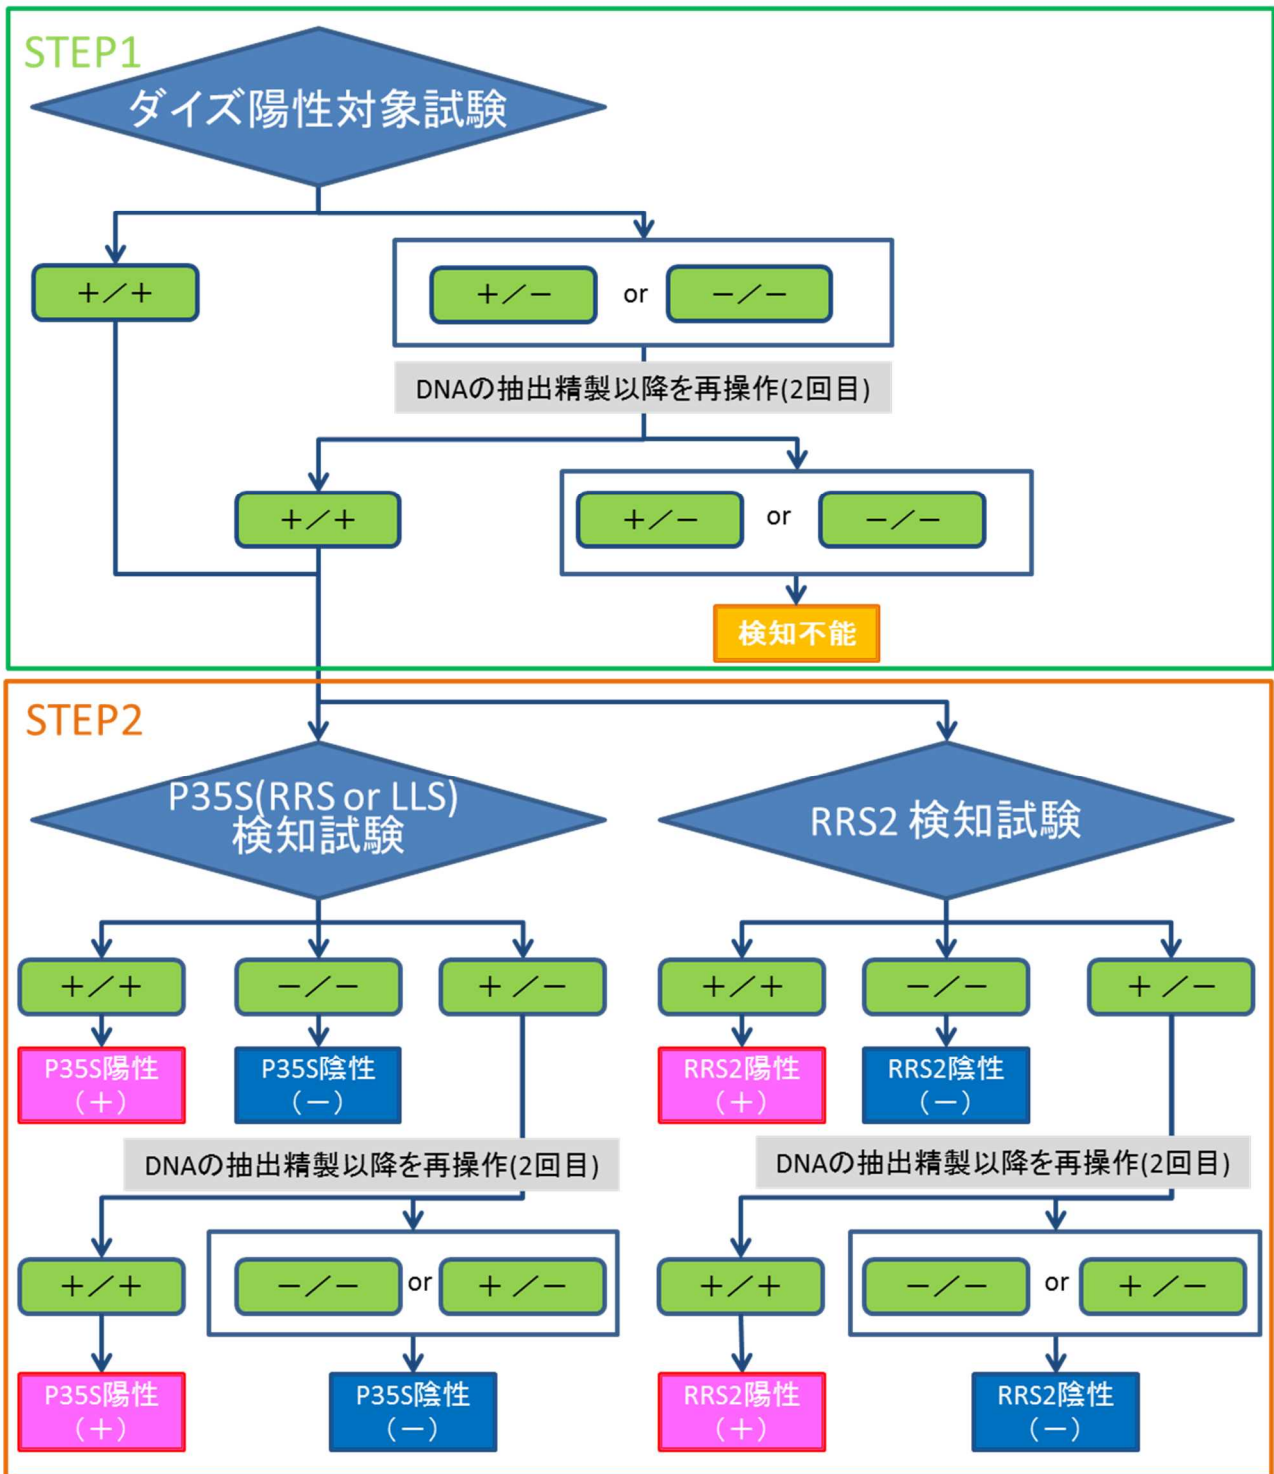 STEP1
ダイズ陽性対象試験
+/+
+/-
or
-/-
DNAの抽出精製以降を再操作(2回目)
+/+
+/-
or
-/-
検知不能
STEP2
P35S(RRS or LLS)
検知試験
RRS2 検知試験
+/+
-/-
+/-
+/+
-/-
+/-
P35S陽性
(+)
P35S陰性
(-)
RRS2陽性
(+)
RRS2陰性
(-)
DNAの抽出精製以降を再操作(2回目)
DNAの抽出精製以降を再操作(2回目)
+/+
-/-
or
+/-
+/+
-/-
or
+/-
P35S陽性
(+)
P35S陰性
(-)
RRS2陽性
(+)
RRS2陰性
(-)